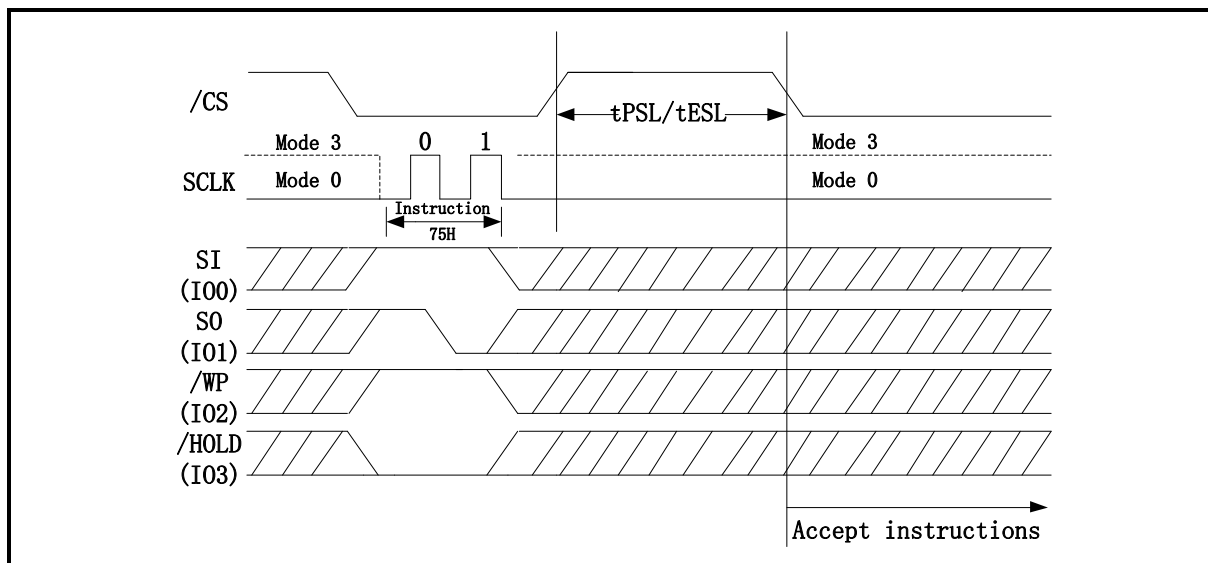 /CS
tPSL/tESL
Mode 3
0
1
Mode 3
SCLK
Mode 0
Mode 0
Instruction
75H
SI
(IO0)
SO
(IO1)
/WP
(IO2)
/HOLD
(IO3)
Accept instructions